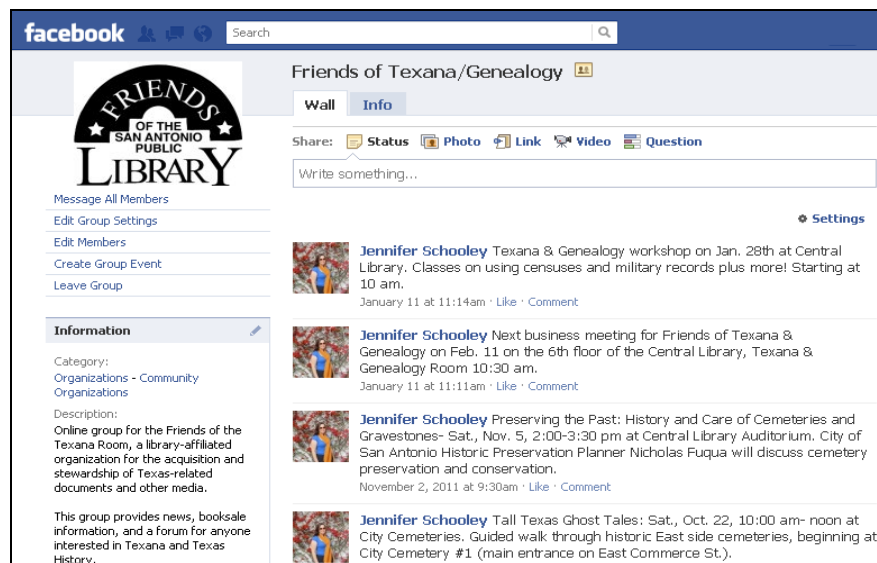 facebook
Search
FRIENDS
OF THE
SAN ANTONIO
PUBLIC
LIBRARY
Message All Members
Edit Group Settings
Edit Members
Create Group Event
Leave Group
Information
Category:
Organizations - Community
Organizations
Description:
Online group for the Friends of the
Texana Room, a library-affiliated
organization for the acquisition and
stewardship of Texas-related
documents and other media.
This group provides news, booksale
information, and a forum for anyone
interested in Texana and Texas
History.
Friends of Texana/Genealogy
Wall Info
Share: Status Photo Link Video Question
Write something...
Settings
Jennifer Schooley Texana & Genealogy workshop on Jan. 28th at Central
Library. Classes on using censuses and military records plus more! Starting at
10 am.
January 11 at 11:14am · Like · Comment
Jennifer Schooley Next business meeting for Friends of Texana &
Genealogy on Feb. 11 on the 6th floor of the Central Library, Texana &
Genealogy Room 10:30 am.
January 11 at 11:11am · Like · Comment
Jennifer Schooley Preserving the Past: History and Care of Cemeteries and
Gravestones- Sat., Nov. 5, 2:00-3:30 pm at Central Library Auditorium. City of
San Antonio Historic Preservation Planner Nicholas Fuqua will discuss cemetery
preservation and conservation.
November 2, 2011 at 9:30am · Like · Comment
Jennifer Schooley Tall Texas Ghost Tales: Sat., Oct. 22, 10:00 am- noon at
City Cemeteries. Guided walk through historic East side cemeteries, beginning at
City Cemetery #1 (main entrance on East Commerce St.).